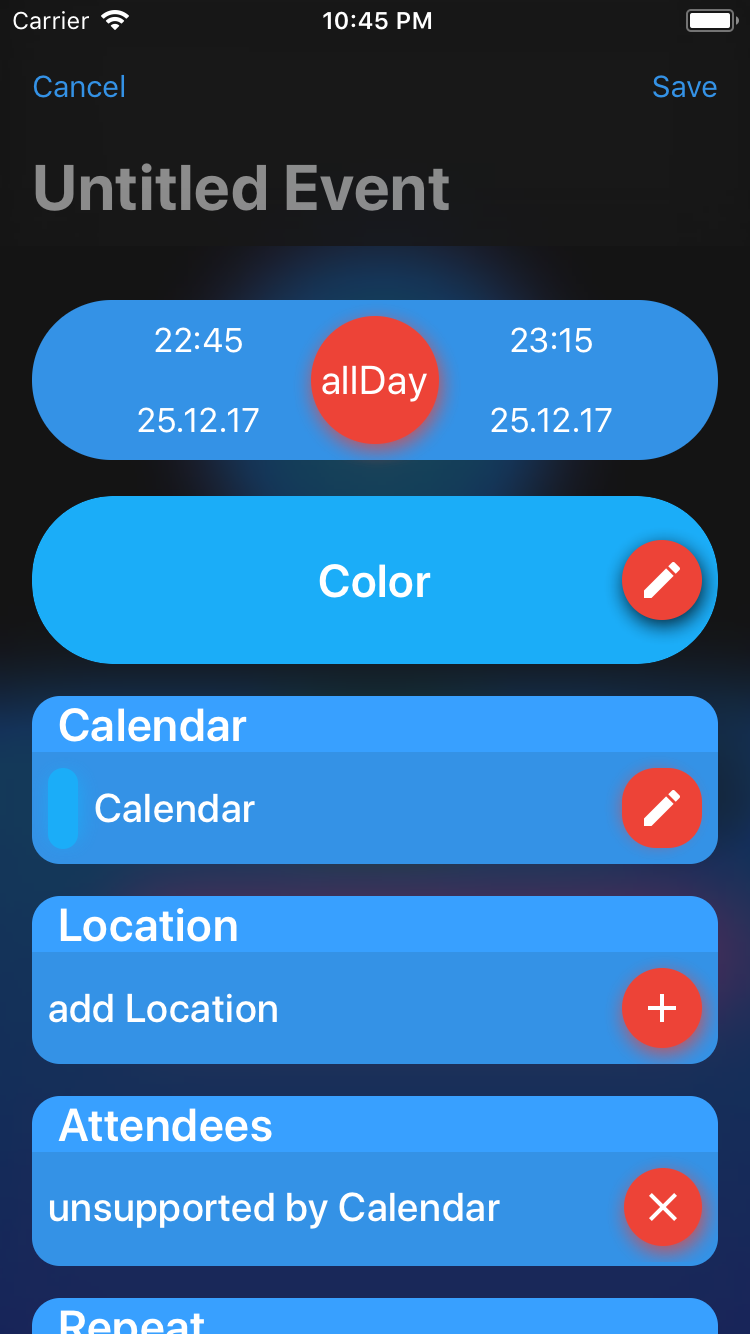 Carrier 10:45 PM
Cancel Save
Untitled Event
22:45 23:15
allDay
25.12.17 25.12.17
Color
Calendar
Calendar
Location
add Location
Attendees
unsupported by Calendar
Repeat